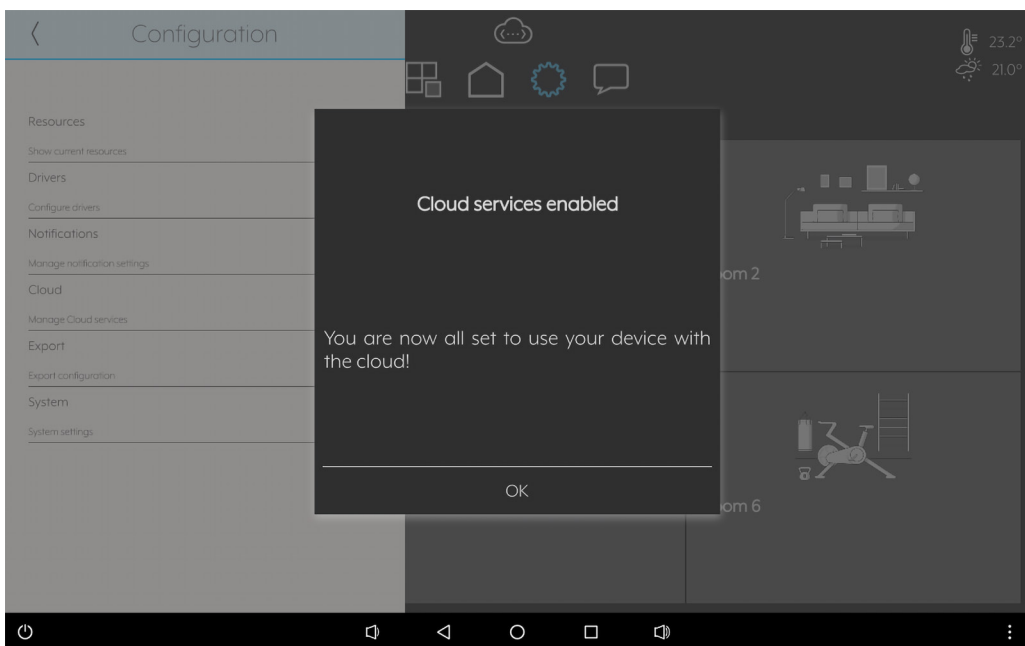 Configuration
23.2°
21.0°
Resources
Show current resources
Drivers
Configure drivers
Notifications
Manage notification settings
Cloud
Manage Cloud services
Export
Export configuration
System
System settings
Cloud services enabled
You are now all set to use your device with
the cloud!
OK
oom 2
oom 6